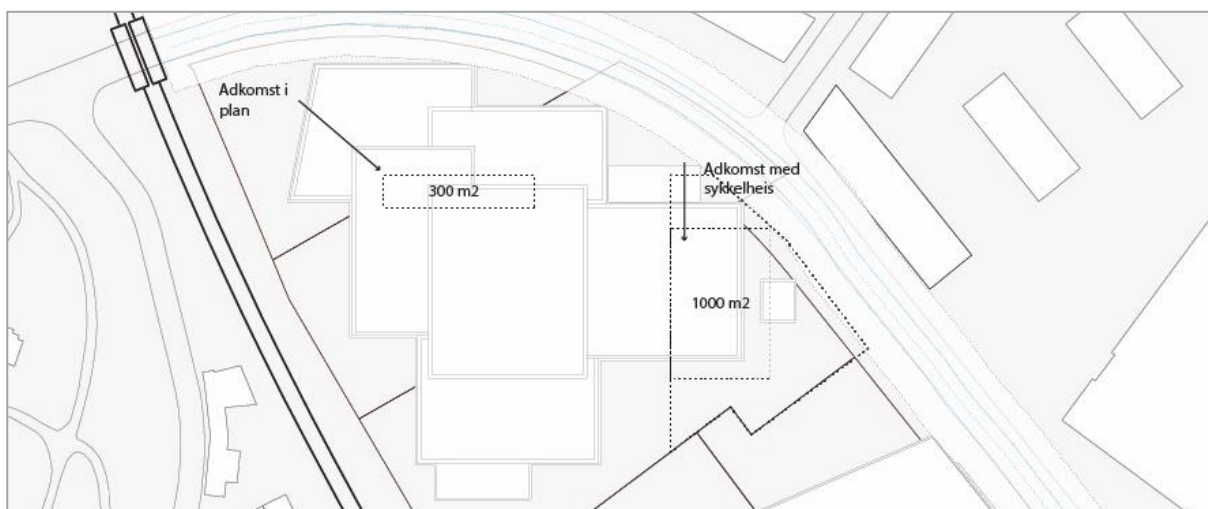 Adkomst i
plan
300 m2
Adkomst med
sykkelheis
1000 m2